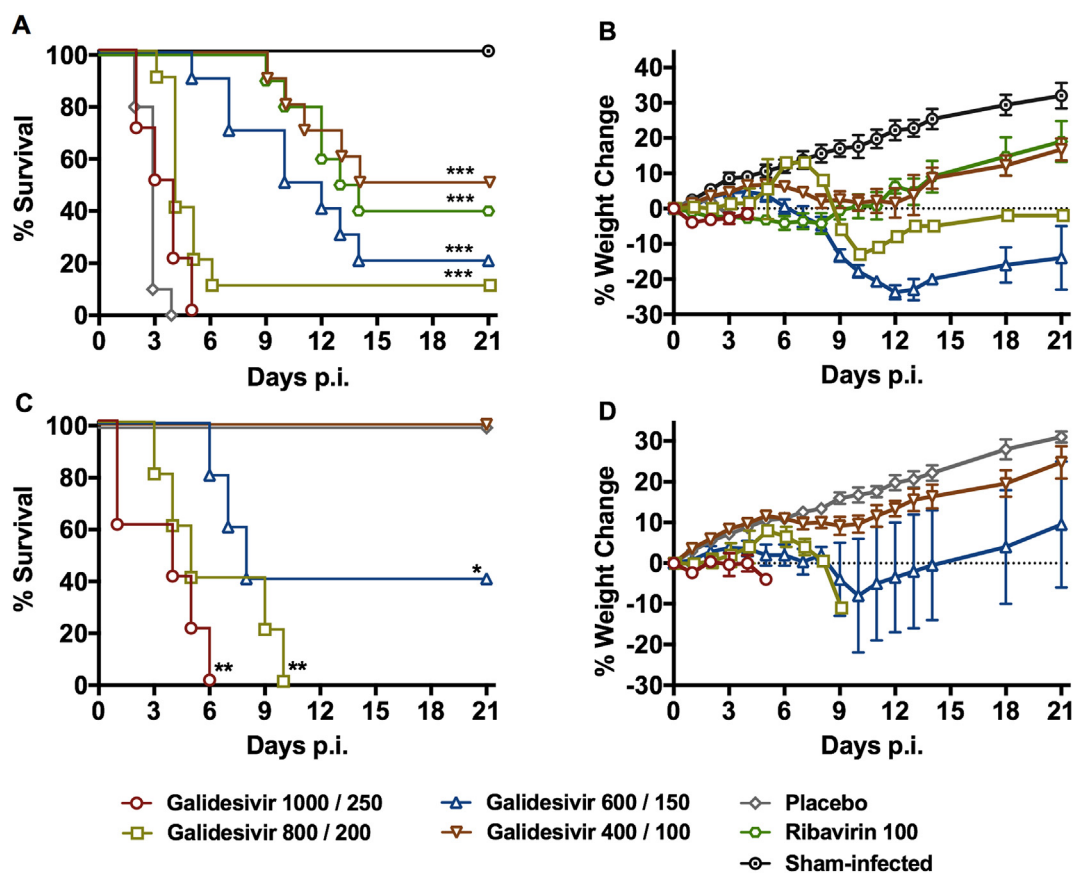 A
% Survival
100
80
60
40
20
0
***
***
***
***
0 3 6 9 12 15 18 21
Days p.i.
B
% Weight Change
40
30
20
10
0
-10
-20
-30
0 3 6 9 12 15 18 21
Days p.i.
C
% Survival
100
80
60
40
20
0
*
**
**
0 3 6 9 12 15 18 21
Days p.i.
D
% Weight Change
30
20
10
0
-10
-20
-30
0 3 6 9 12 15 18 21
Days p.i.
Galidesivir 1000 / 250
Galidesivir 800 / 200
Galidesivir 600 / 150
Galidesivir 400 / 100
Placebo
Ribavirin 100
Sham-infected